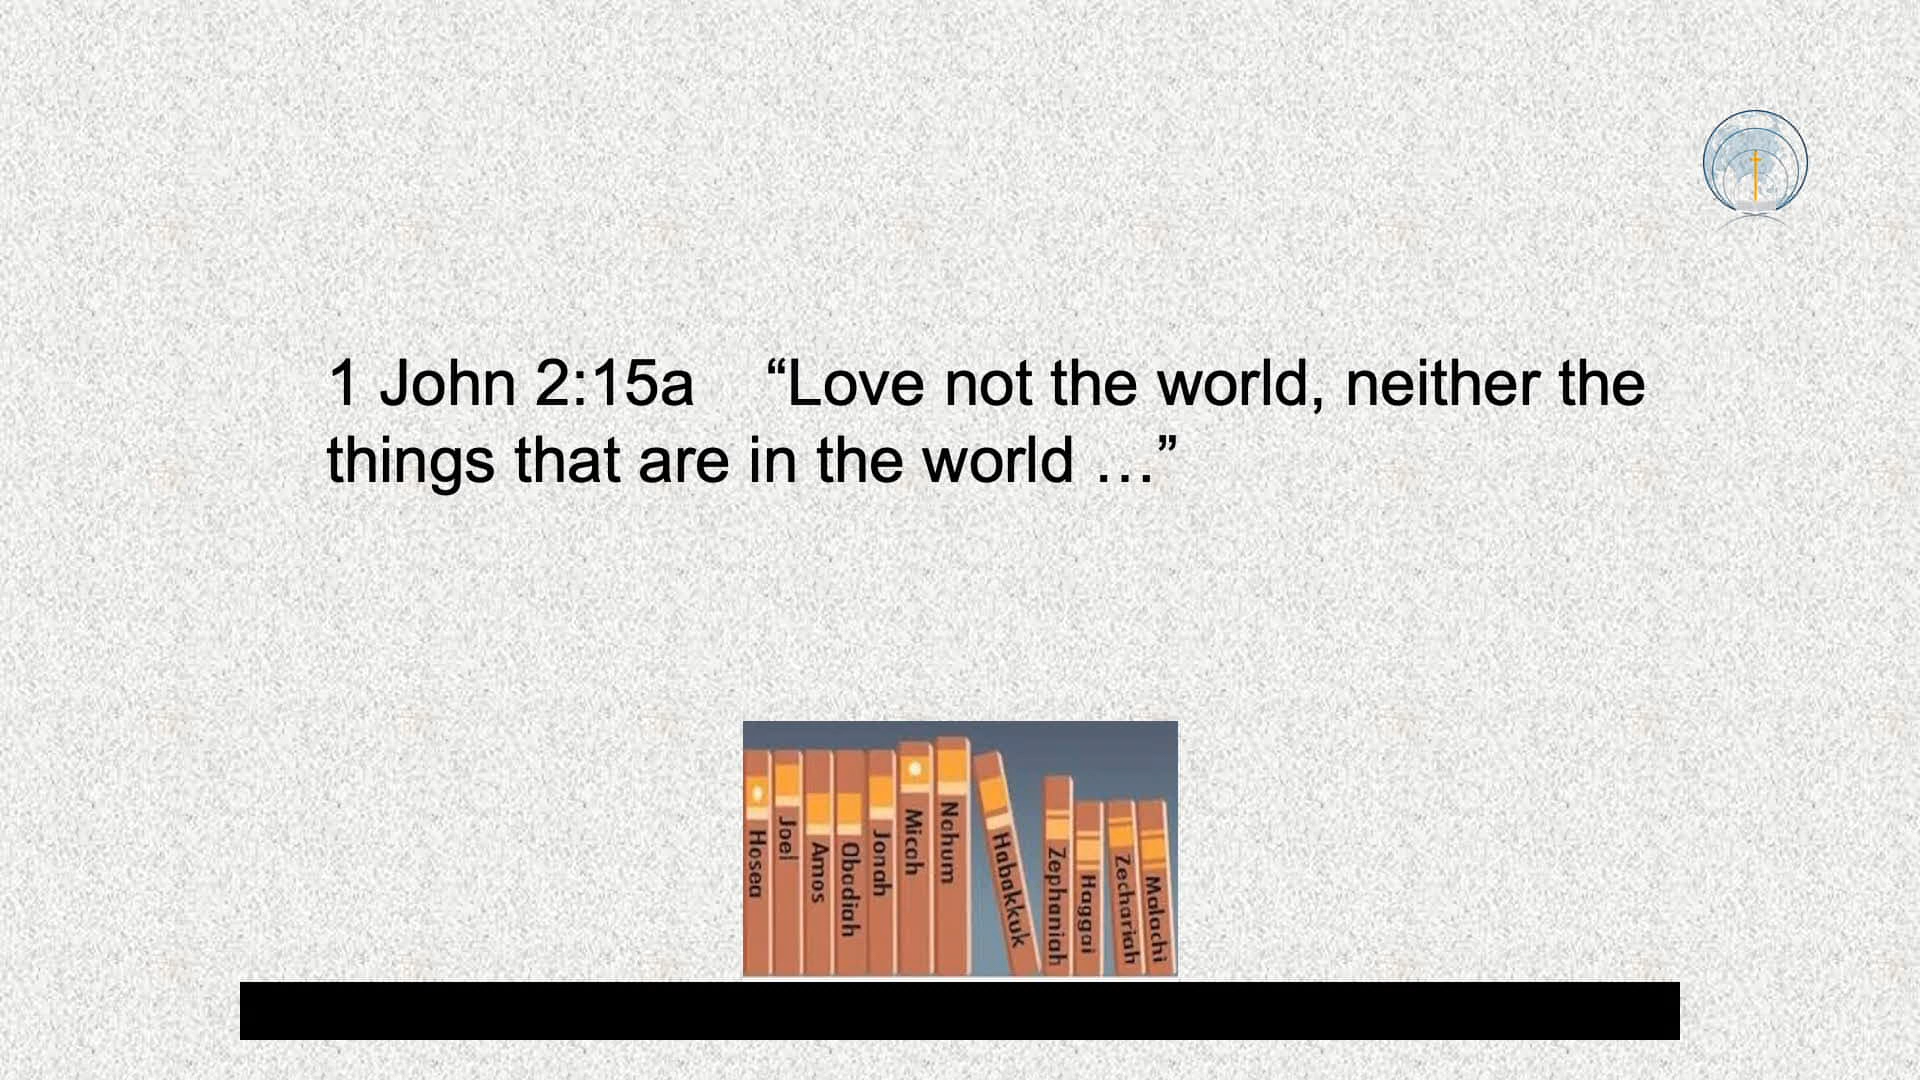 1 John 2:15a    “Love not the world, neither the
things that are in the world …”
Hosea
Joel
Amos
Obadiah
Jonah
Micah
Nahum
Habakkuk
Zephaniah
Haggai
Zechariah
Malachi